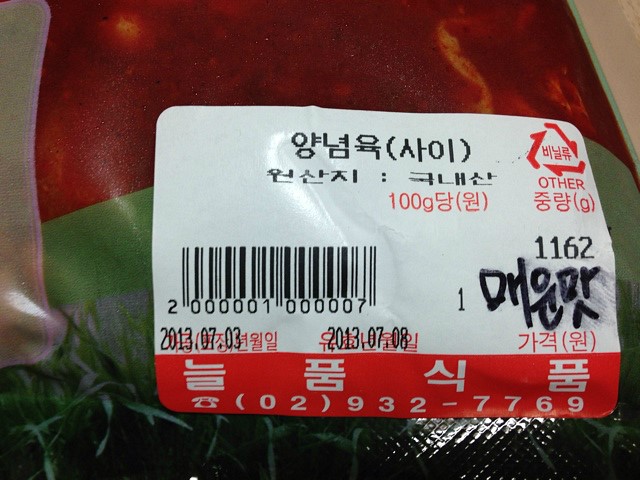 양념육(사이)
비닐류
OTHER
원산지 : 국내산
100g당(원) 중량(g)
1162
1 매운맛
2 000001 000007
2013.07.03 2013.07.08
가격(원)
늘 품 식 품
☎(02)932-7769